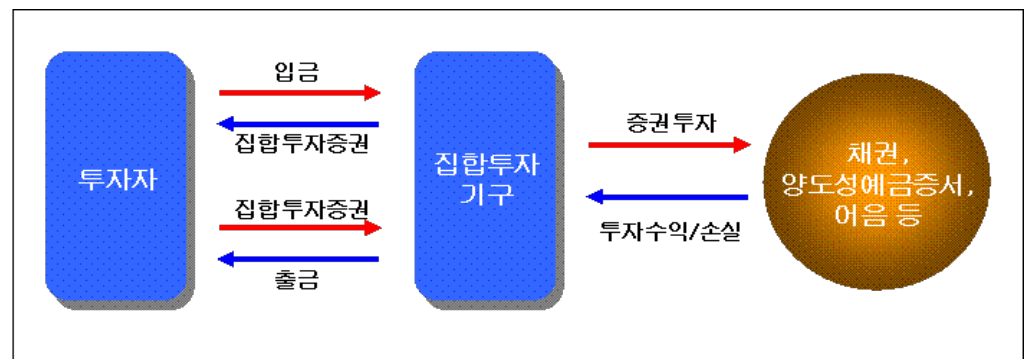 투자자
입금
집합투자증권
집합투자증권
출금
집합투자
기구
증권투자
투자수익/손실
채권,
양도성예금증서,
어음 등